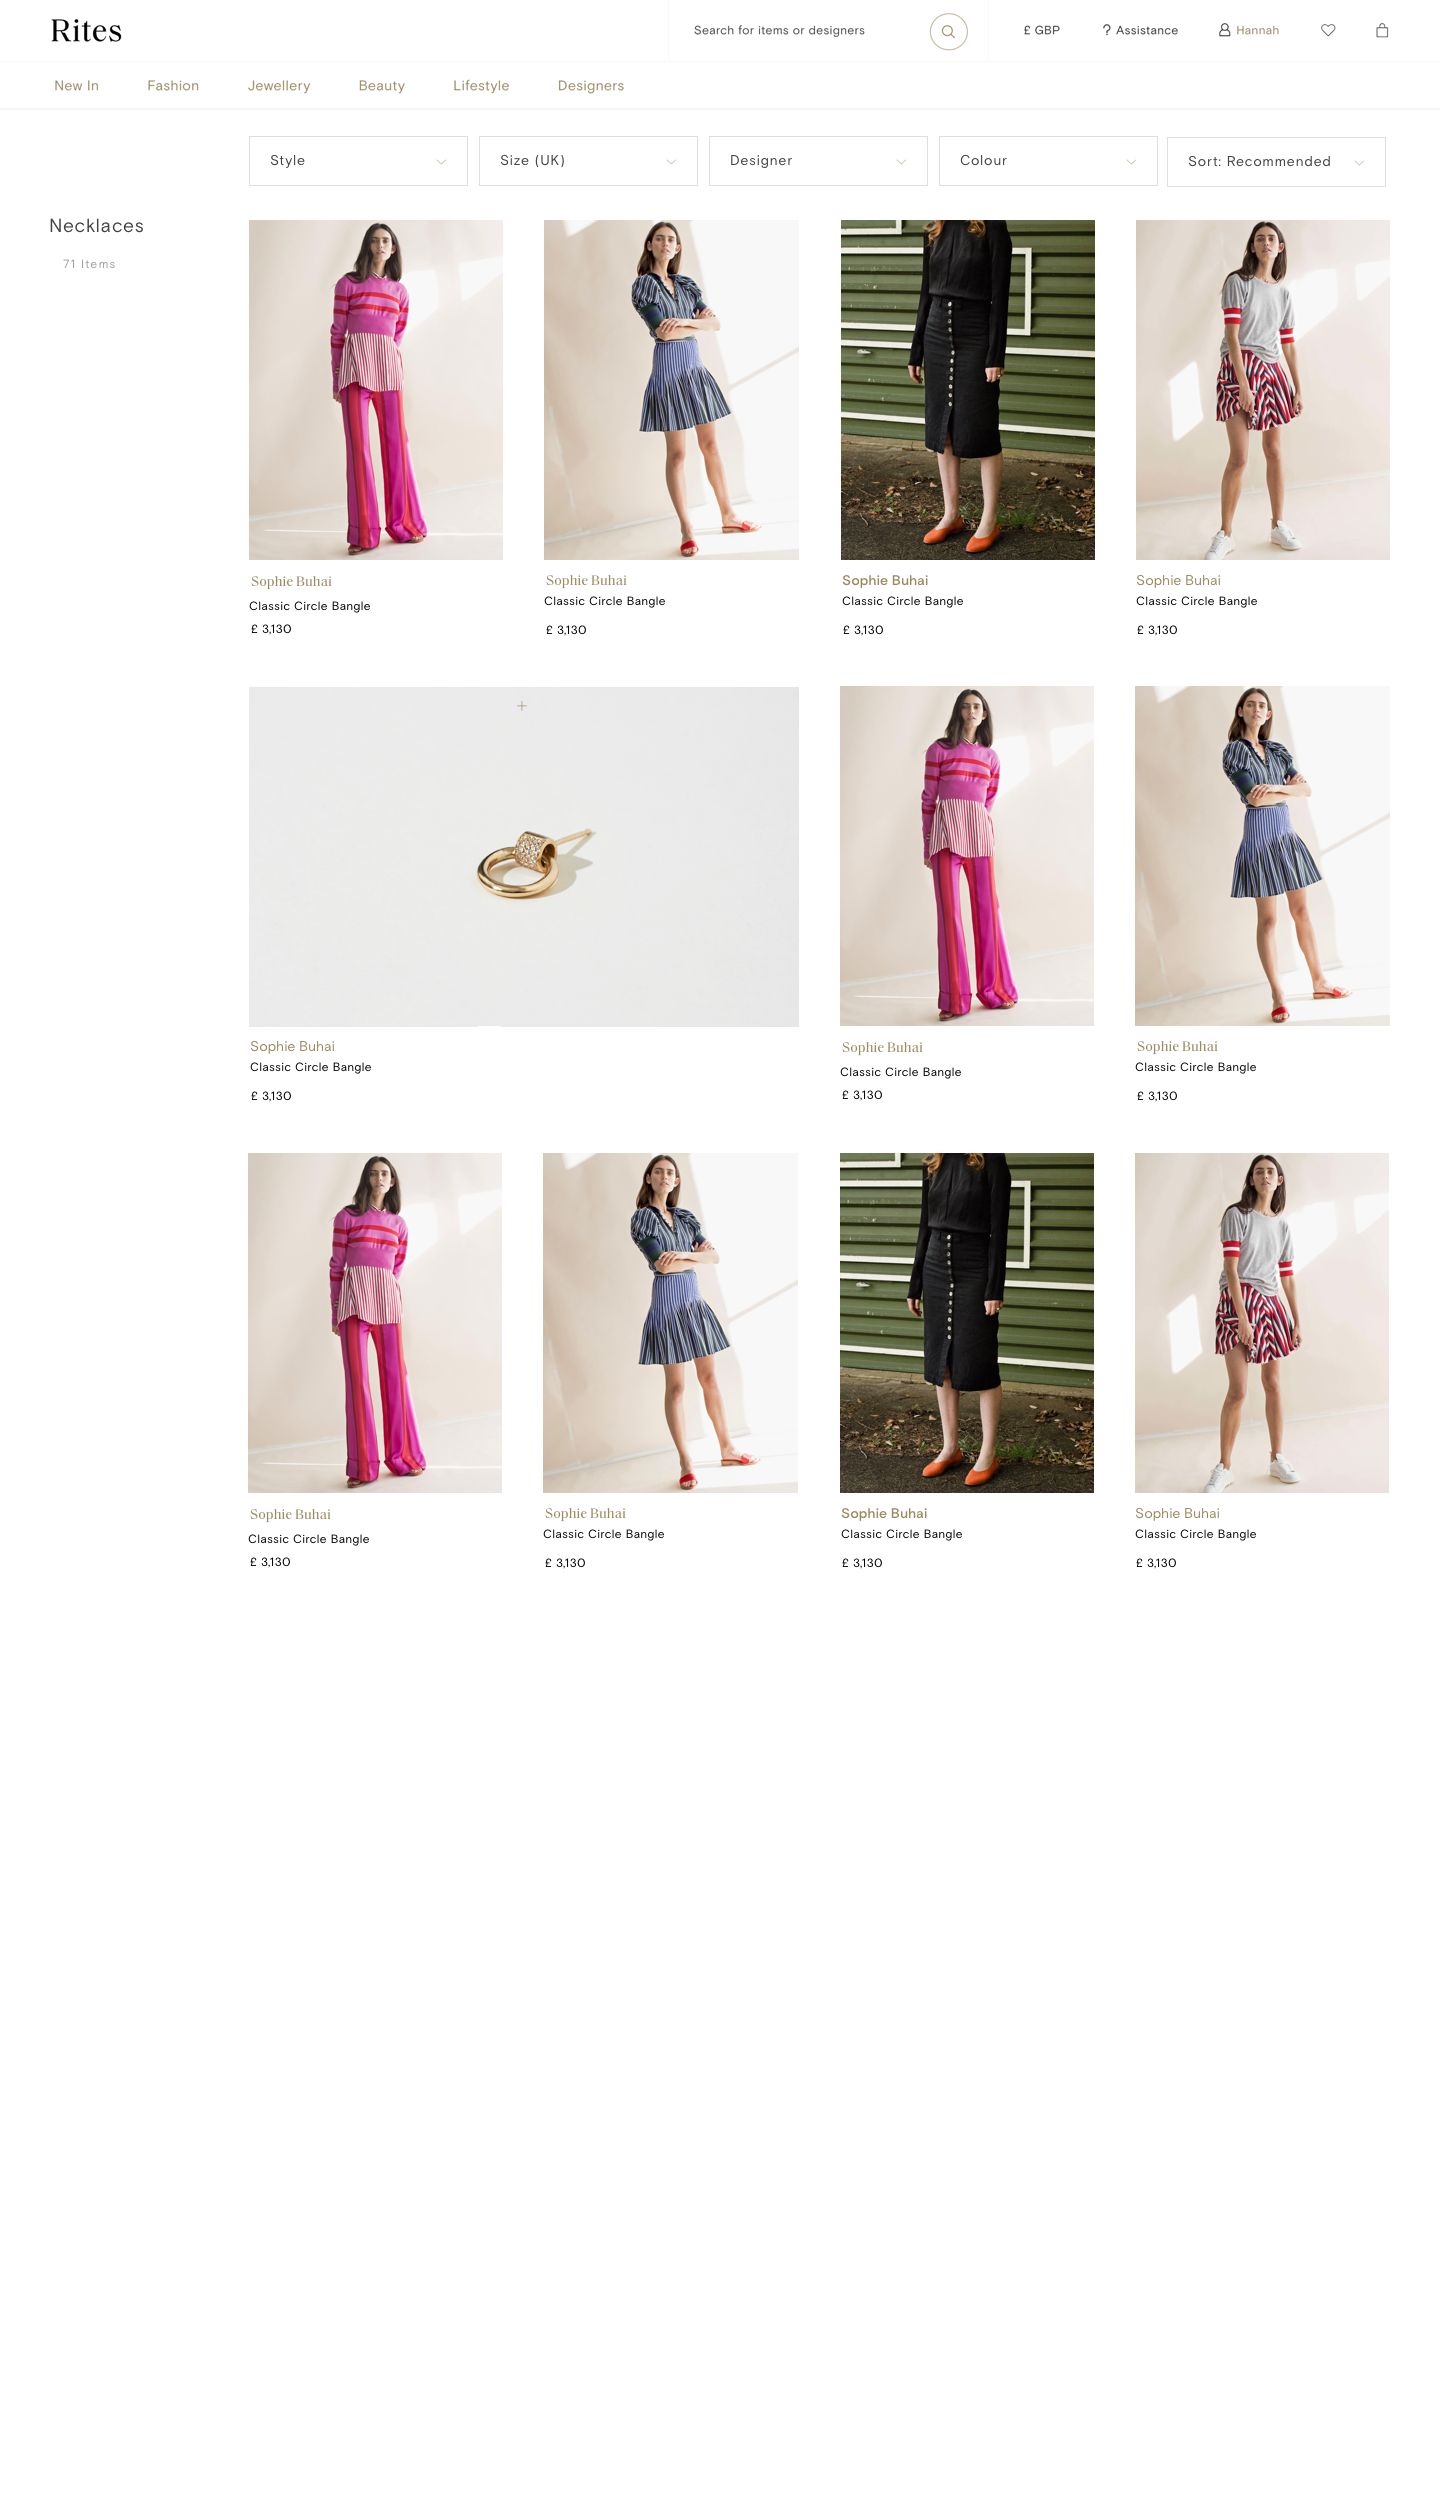 Rites
Search for items or designers
£ GBP
? Assistance
Hannah
New In
Fashion
Jewellery
Beauty
Lifestyle
Designers
Style
Size (UK)
Designer
Colour
Sort: Recommended
Necklaces
71 Items
Sophie Buhai
Classic Circle Bangle
£ 3,130
Sophie Buhai
Classic Circle Bangle
£ 3,130
Sophie Buhai
Classic Circle Bangle
£ 3,130
Sophie Buhai
Classic Circle Bangle
£ 3,130
Sophie Buhai
Classic Circle Bangle
£ 3,130
Sophie Buhai
Classic Circle Bangle
£ 3,130
Sophie Buhai
Classic Circle Bangle
£ 3,130
Sophie Buhai
Classic Circle Bangle
£ 3,130
Sophie Buhai
Classic Circle Bangle
£ 3,130
Sophie Buhai
Classic Circle Bangle
£ 3,130
Sophie Buhai
Classic Circle Bangle
£ 3,130